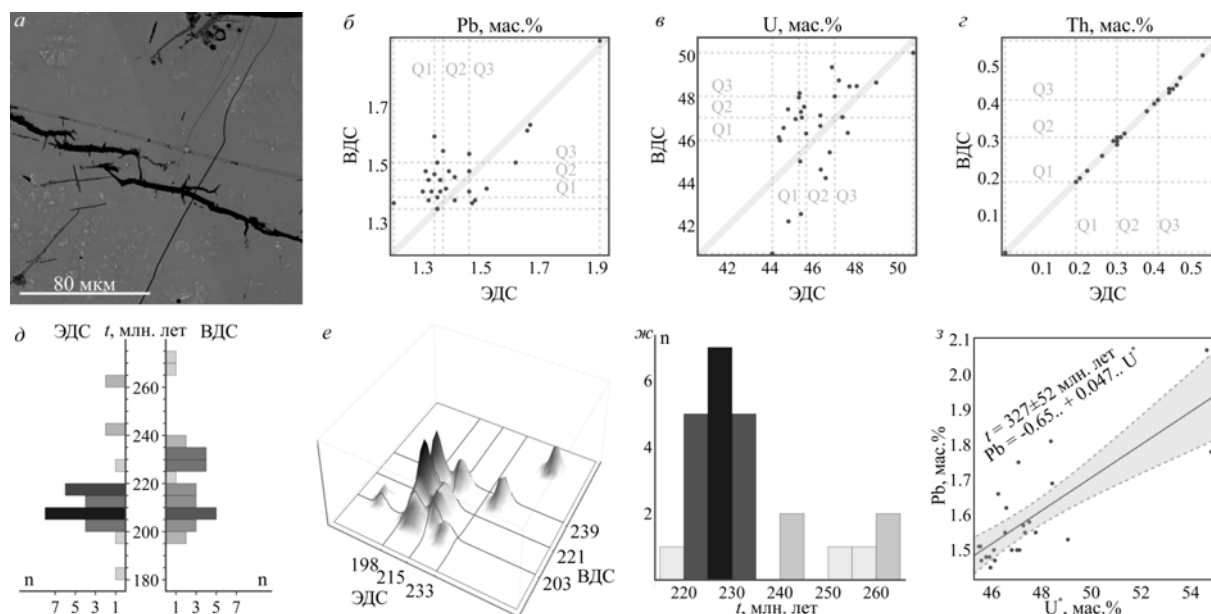 а
80 мкм
б
Pb, мас.%
ВДС
1.7
1.5
1.3
Q1 Q2 Q3
Q3
Q2
Q1
1.3 1.5 1.7 1.9
ЭДС
в
U, мас.%
ВДС
50
48
46
44
42
Q3
Q2
Q1
Q1 Q2 Q3
42 44 46 48 50
ЭДС
г
Th, мас.%
ВДС
0.5
0.4
0.3
0.2
0.1
Q3
Q2
Q1
Q1 Q2 Q3
0.1 0.2 0.3 0.4 0.5
ЭДС
д
ЭДС t, млн. лет ВДС
260
240
220
200
180
n n
7 5 3 1 1 3 5 7
е
198
215
233
ЭДС
239
221
203
ВДС
ж
n
6
4
2
220 230 240 250 260
t, млн. лет
з
Pb, мас.%
2.1
2.0
1.9
1.8
1.7
1.6
1.5
t = 327±52 млн. лет
Pb = -0.65.. + 0.047.. U*
46 48 50 52 54
U*, мас.%